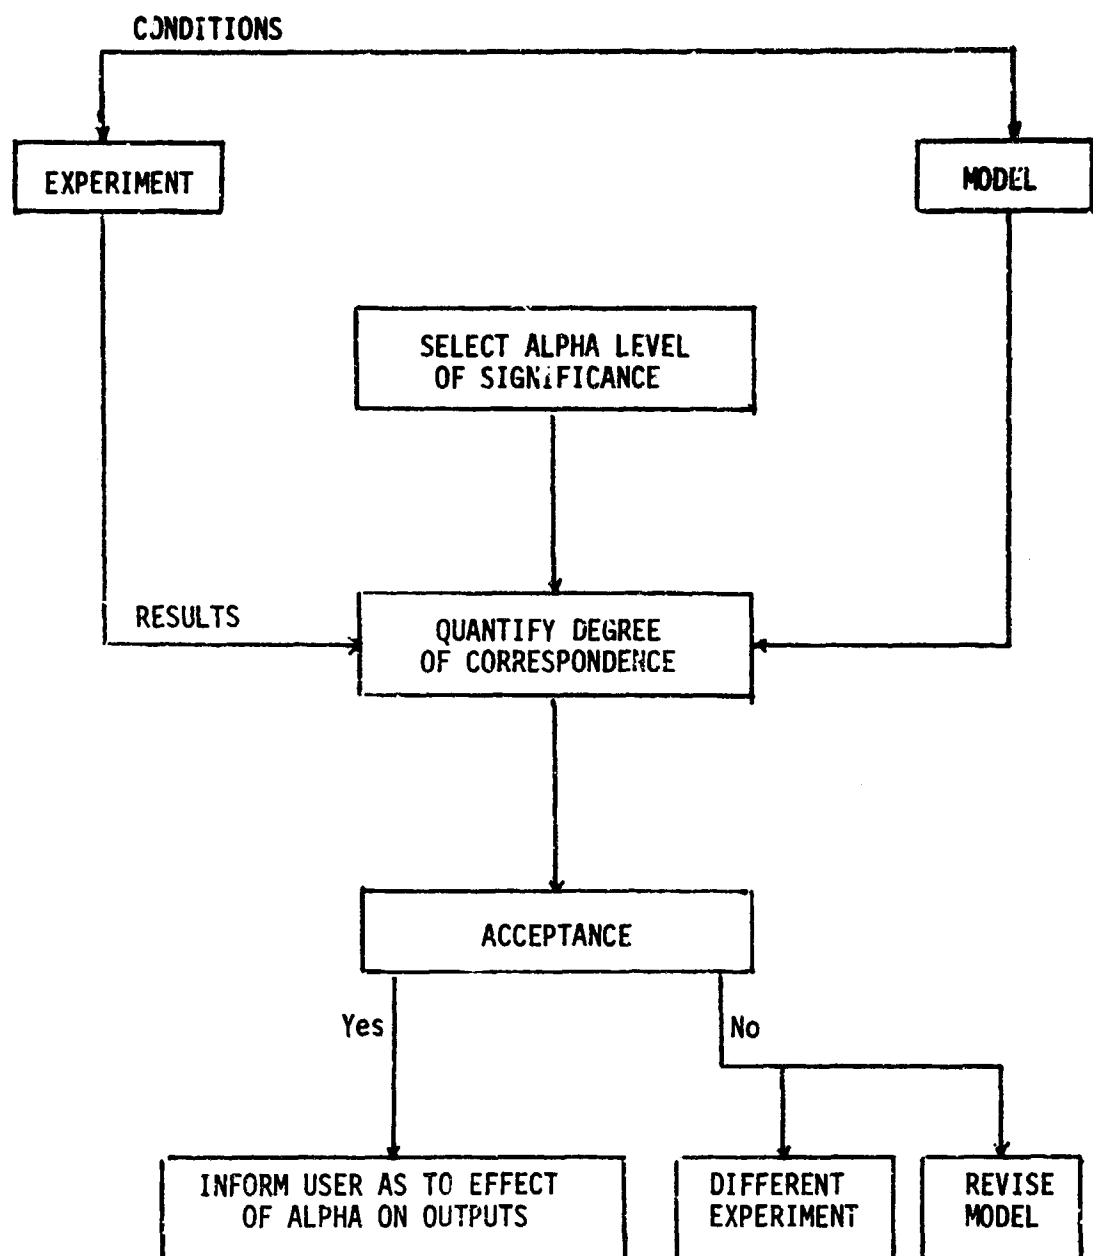 CONDITIONS
EXPERIMENT
MODEL
SELECT ALPHA LEVEL
OF SIGNIFICANCE
RESULTS
QUANTIFY DEGREE
OF CORRESPONDENCE
ACCEPTANCE
Yes
No
INFORM USER AS TO EFFECT
OF ALPHA ON OUTPUTS
DIFFERENT
EXPERIMENT
REVISE
MODEL